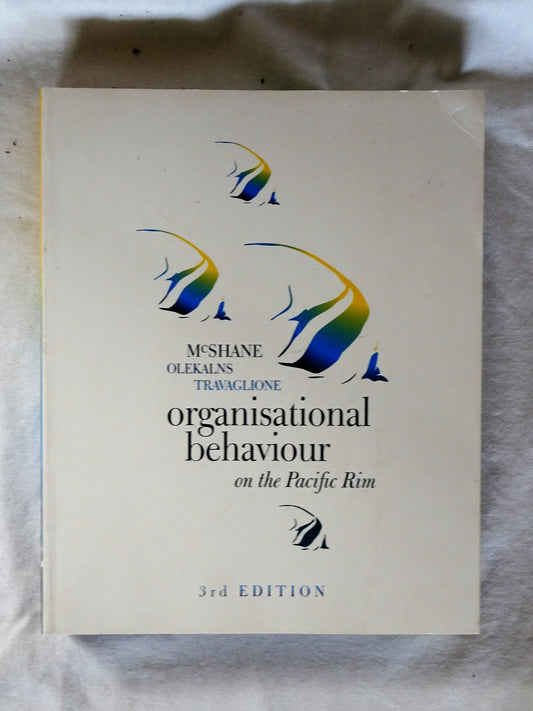 McSHANE
OLEKALNS
TRAVAGLIONE
organisational
behaviour
on the Pacific Rim
3rd EDITION